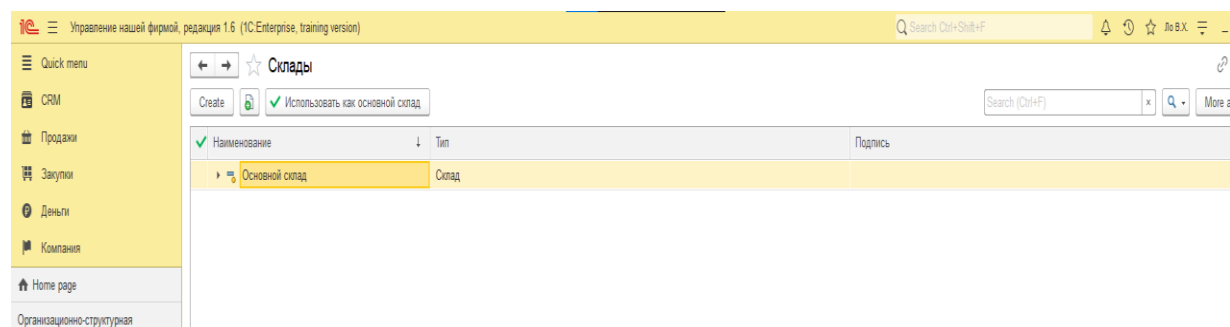 1С Управление нашей фирмой, редакция 1.6 (1C:Enterprise, training version) Search Ctrl+Shift+F Ло В.Х.
Quick menu
Склады
CRM
Create Использовать как основной склад Search (Ctrl+F) x More a
Продажи
Наименование ↓ Тип Подпись
Закупки
Основной склад Склад
Деньги
Компания
Home page
Организационно-структурная